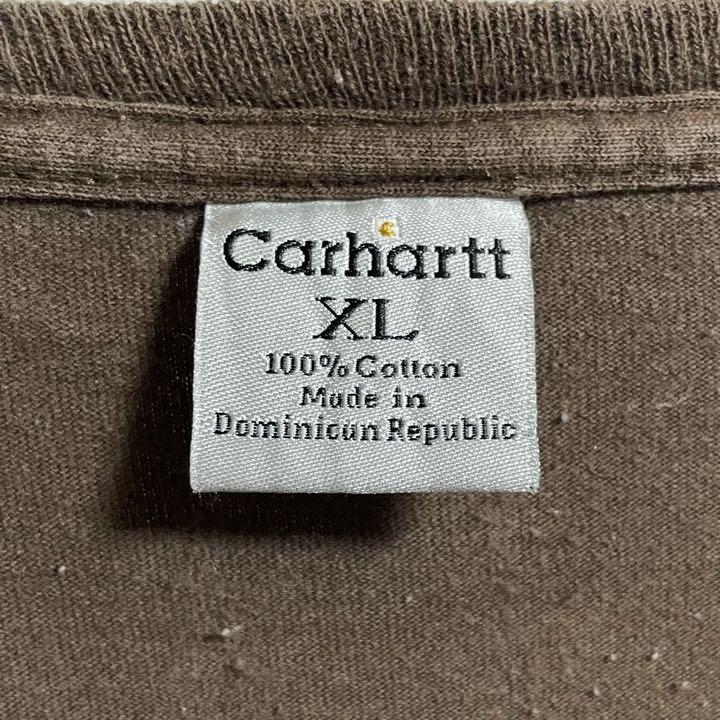 Carhartt
XL
100% Cotton
Made in
Dominican Republic